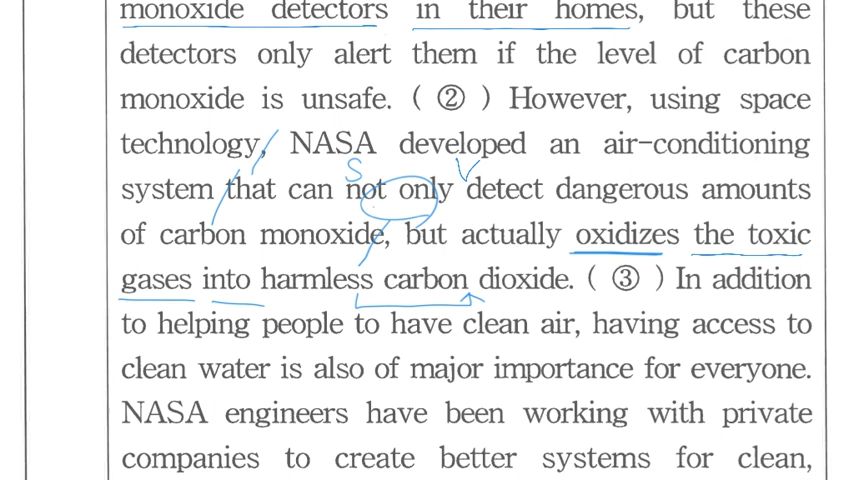 monoxide detectors in their homes, but these
detectors only alert them if the level of carbon
monoxide is unsafe. ( ② ) However, using space
technology, NASA developed an air-conditioning
S V
system that can not only detect dangerous amounts
of carbon monoxide, but actually oxidizes the toxic
gases into harmless carbon dioxide. ( ③ ) In addition
to helping people to have clean air, having access to
clean water is also of major importance for everyone.
NASA engineers have been working with private
companies to create better systems for clean,